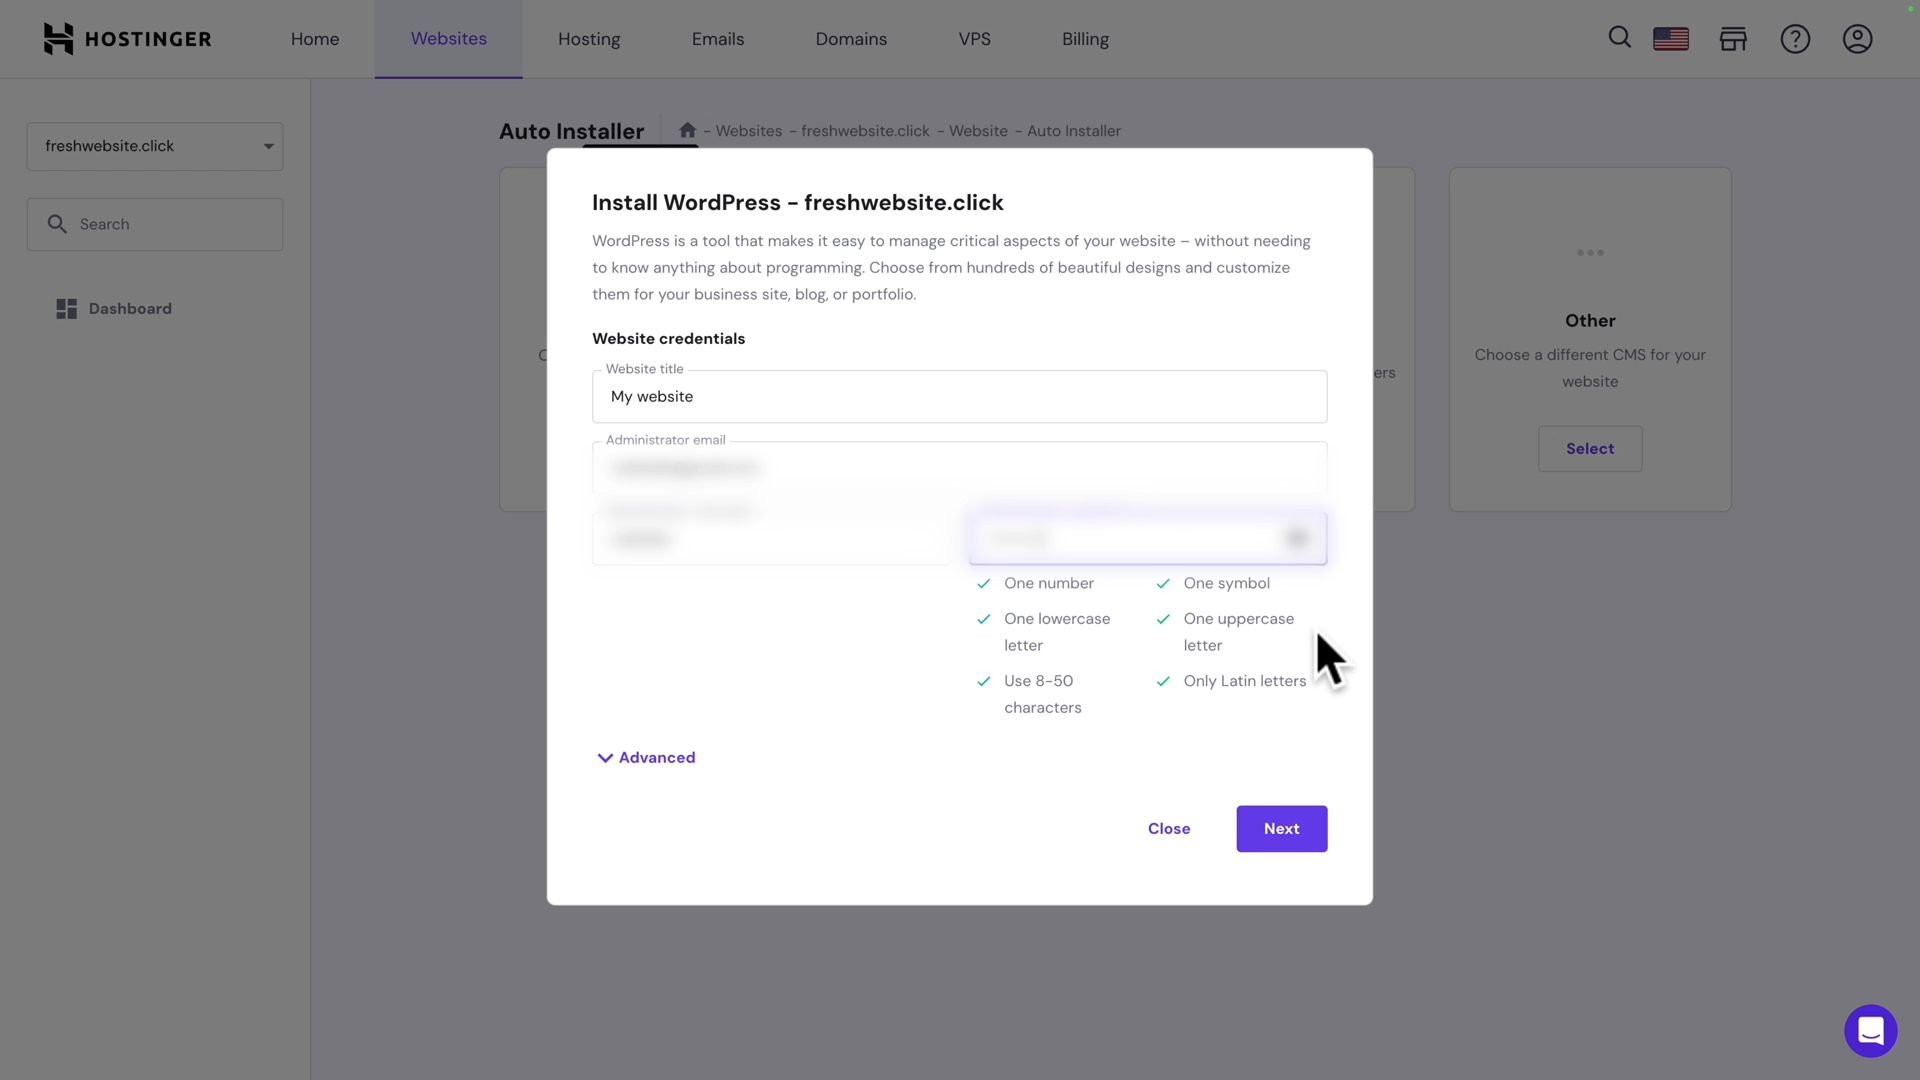 HOSTINGER
Home
Websites
Hosting
Emails
Domains
VPS
Billing
freshwebsite.click
Search
Dashboard
Auto Installer
- Websites - freshwebsite.click - Website - Auto Installer
Install WordPress - freshwebsite.click
WordPress is a tool that makes it easy to manage critical aspects of your website – without needing
to know anything about programming. Choose from hundreds of beautiful designs and customize
them for your business site, blog, or portfolio.
Website credentials
Website title
My website
Administrator email
One number
One symbol
One lowercase
letter
One uppercase
letter
Use 8-50
characters
Only Latin letters
Advanced
Close
Next
Other
Choose a different CMS for your
website
Select